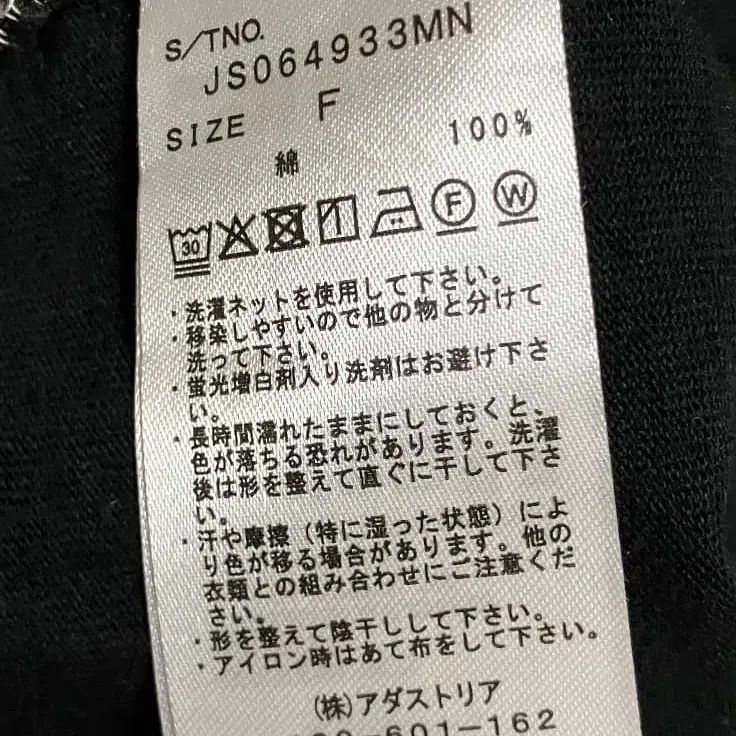 S/TNO.
JS064933MN
SIZE F
綿 100%
30 F W
・洗濯ネットを使用して下さい。
・移染しやすいので他の物と分けて
洗って下さい。
・蛍光増白剤入り洗剤はお避け下さ
い。
・長時間濡れたままにしておくと、
色が落ちる恐れがあります。洗濯
後は形を整えて直ぐに干して下さ
い。
・汗や摩擦（特に湿った状態）によ
り色が移る場合があります。他の
衣類との組み合わせにご注意くだ
さい。
・形を整えて陰干しして下さい。
・アイロン時はあて布をして下さい。
(株)アダストリア
601-162